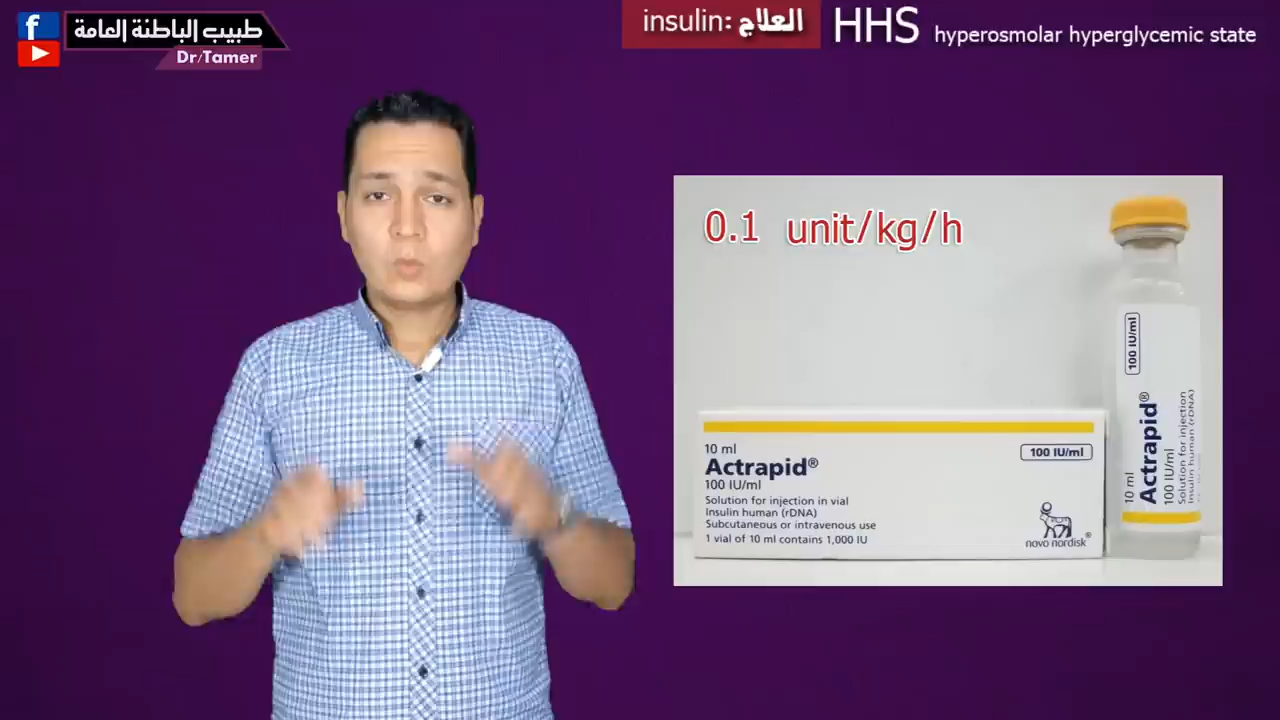 طبيب الباطنة العامة
Dr/Tamer
العلاج: insulin
HHS hyperosmolar hyperglycemic state
0.1 unit/kg/h
10 ml
Actrapid®
100 IU/ml
Solution for injection in vial
Insulin human (rDNA)
Subcutaneous or intravenous use
1 vial of 10 ml contains 1,000 IU
100 IU/ml
novo nordisk®
100 IU/ml
10 ml
Actrapid®
100 IU/ml
Solution for injection
Insulin human (rDNA)